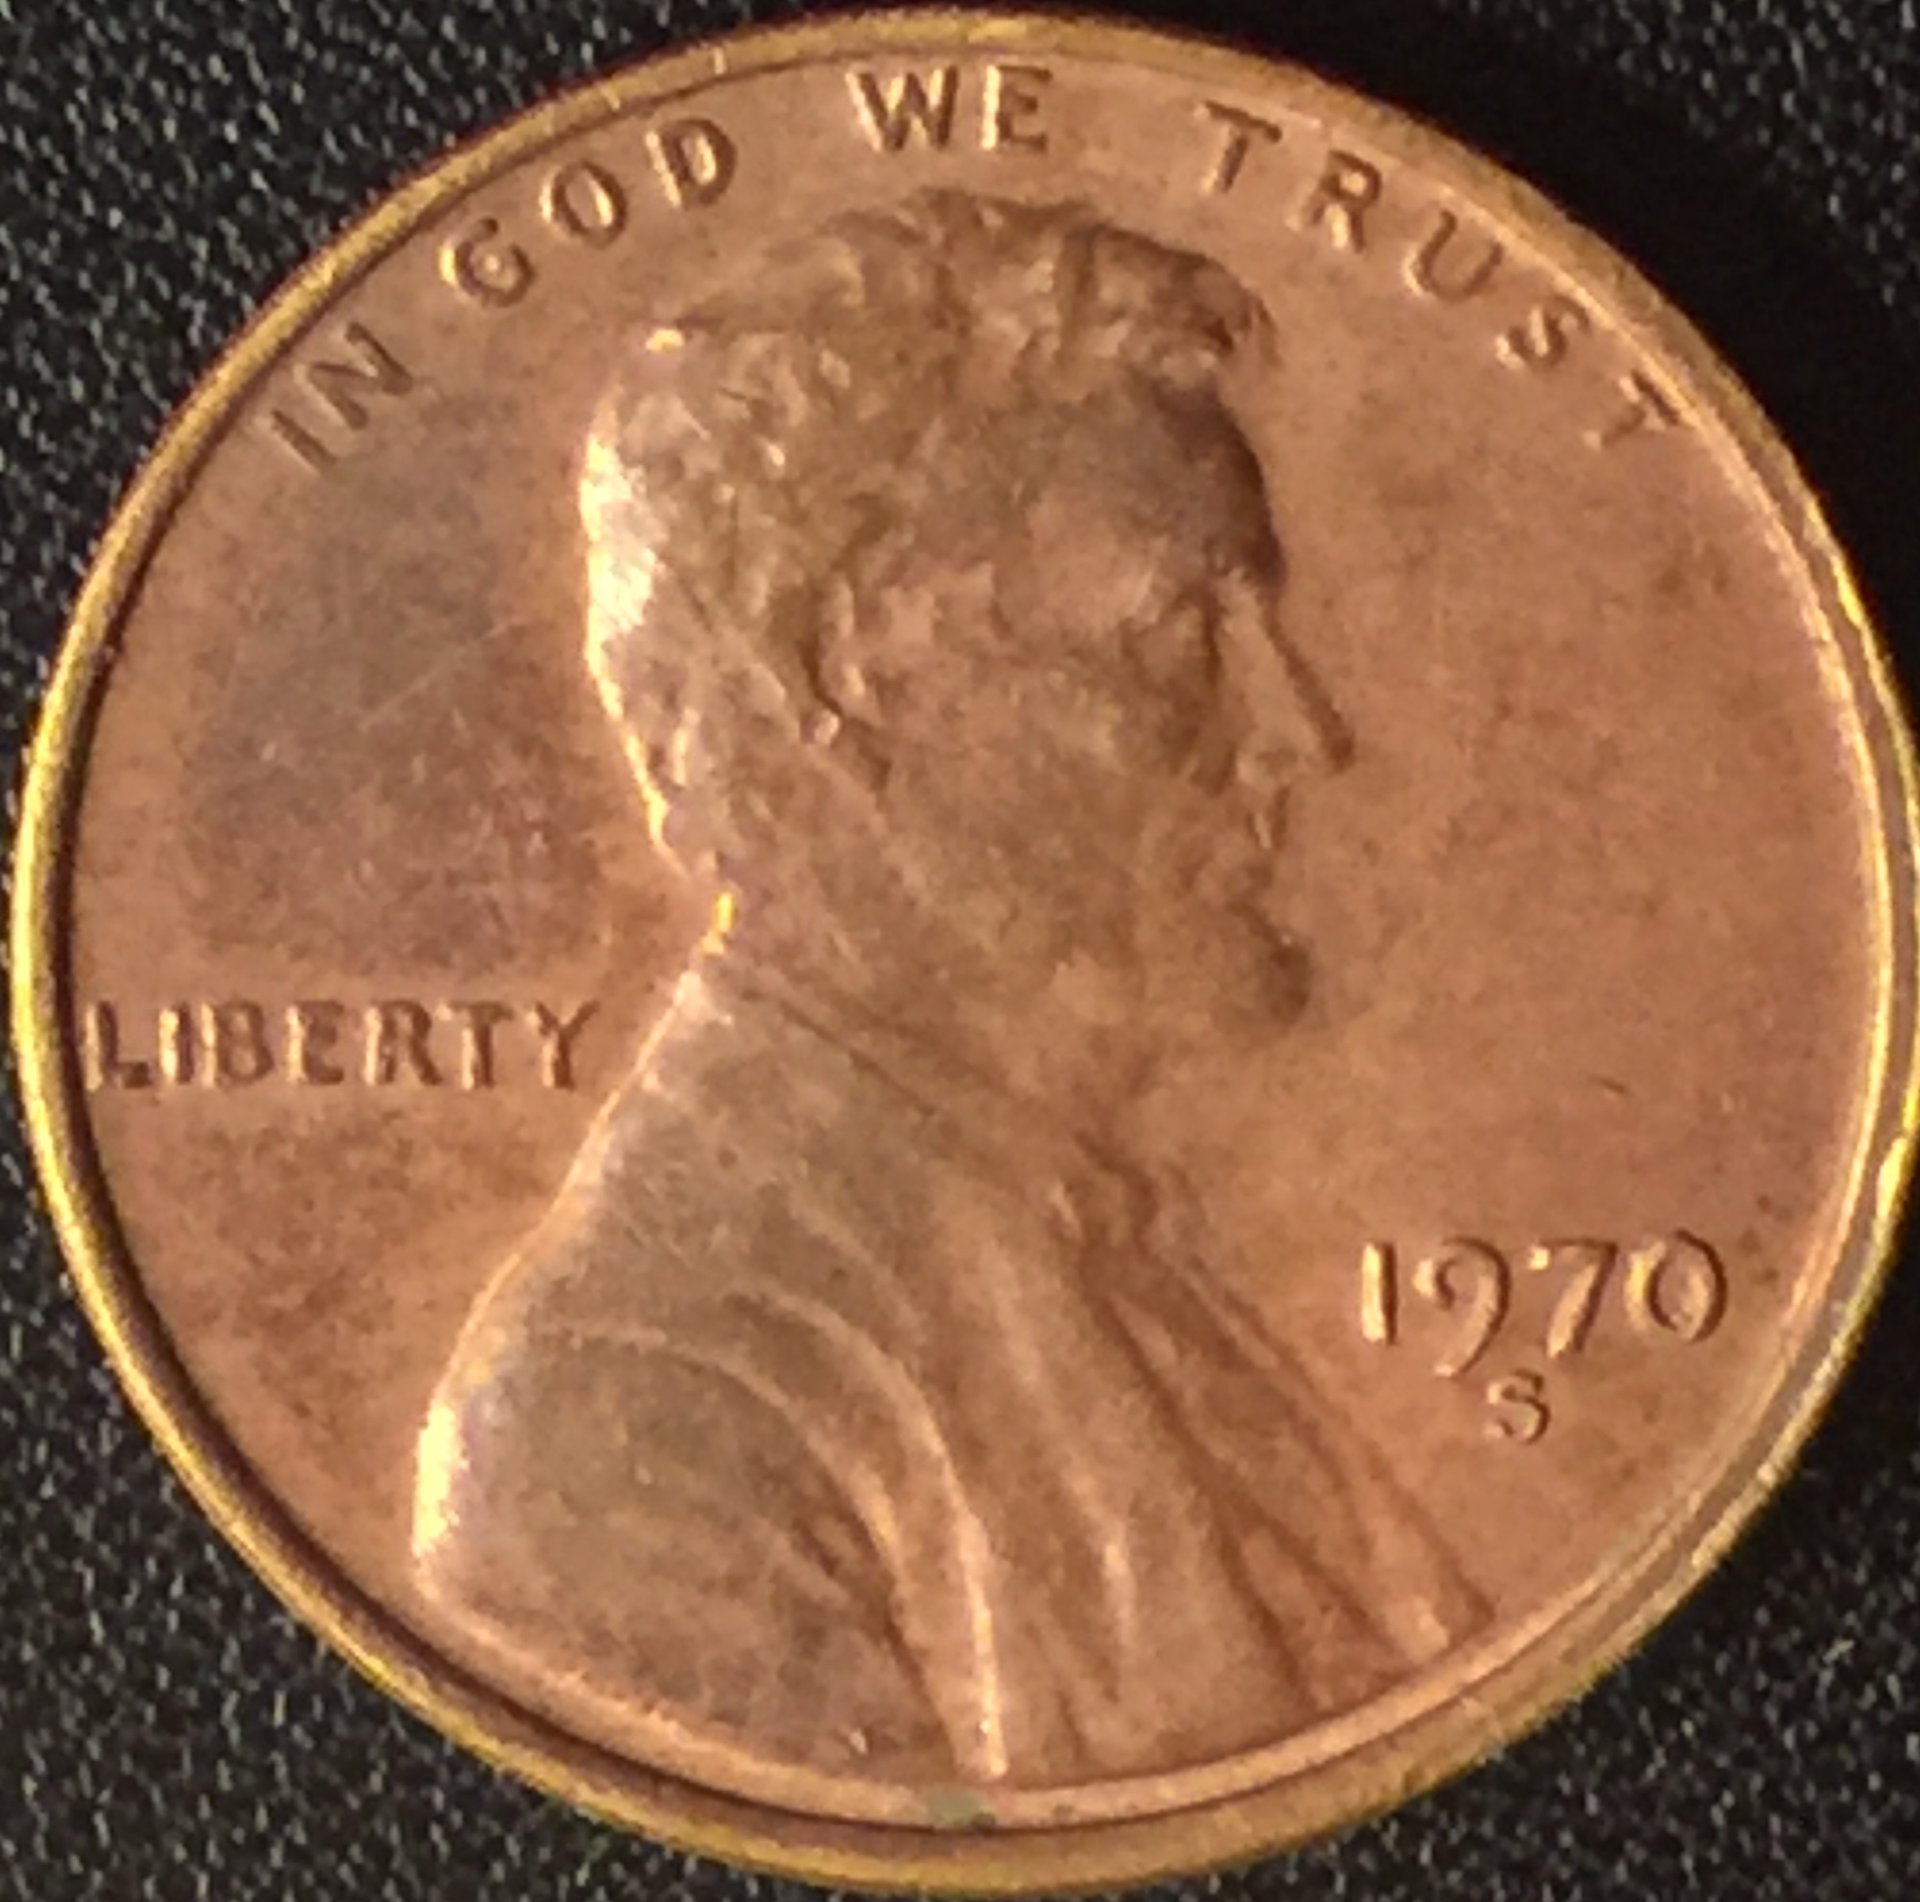 IN GOD WE TRUST
LIBERTY
1970
S